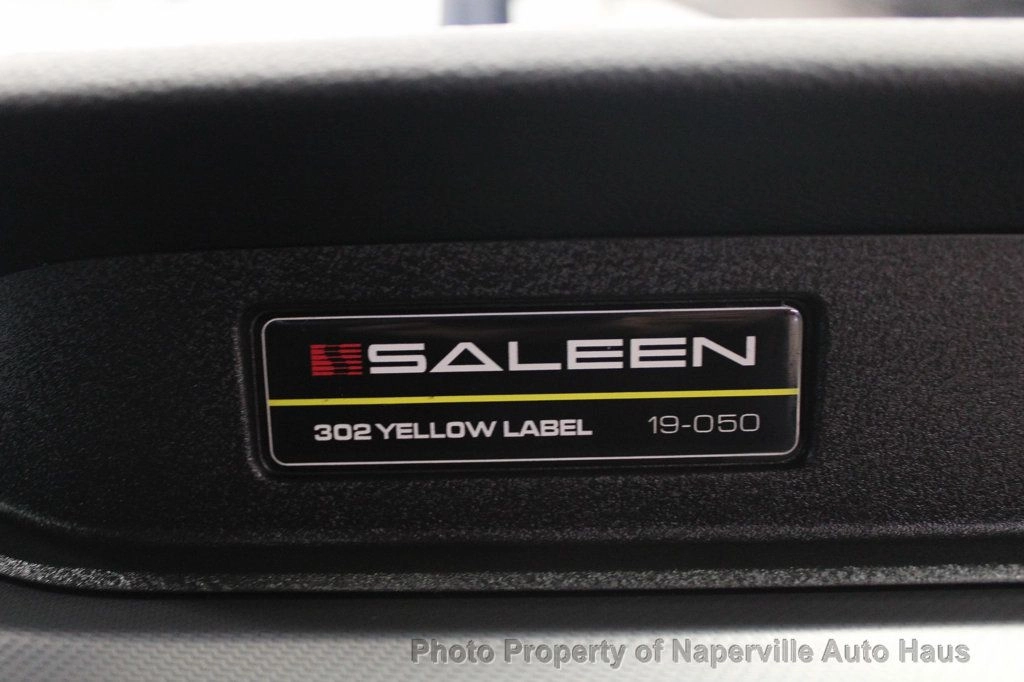 SALEEN
302 YELLOW LABEL 19-050
Photo Property of Naperville Auto Haus